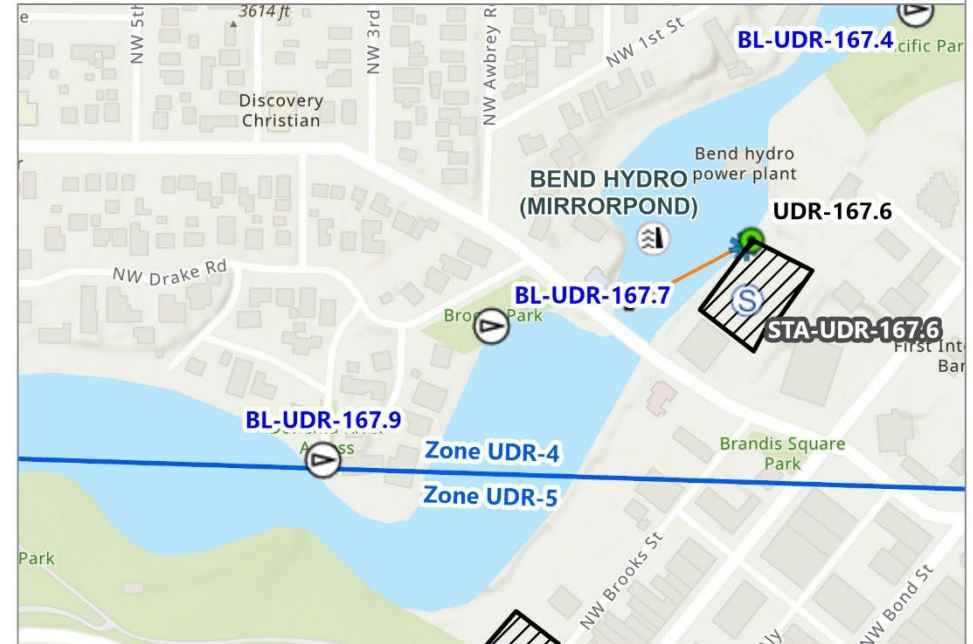 e
NW 5th
3614 ft
NW 3rd
NW Awbrey R
NW 1st St
BL-UDR-167.4
cific Par
Discovery
Christian
Bend hydro
power plant
BEND HYDRO
(MIRRORPOND)
UDR-167.6
NW Drake Rd
BL-UDR-167.7
Park
S
STA-UDR-167.6
First Int
Bar
BL-UDR-167.9
Zone UDR-4
Brandis Square
Park
Zone UDR-5
Park
NW Brooks St
NW Bond St